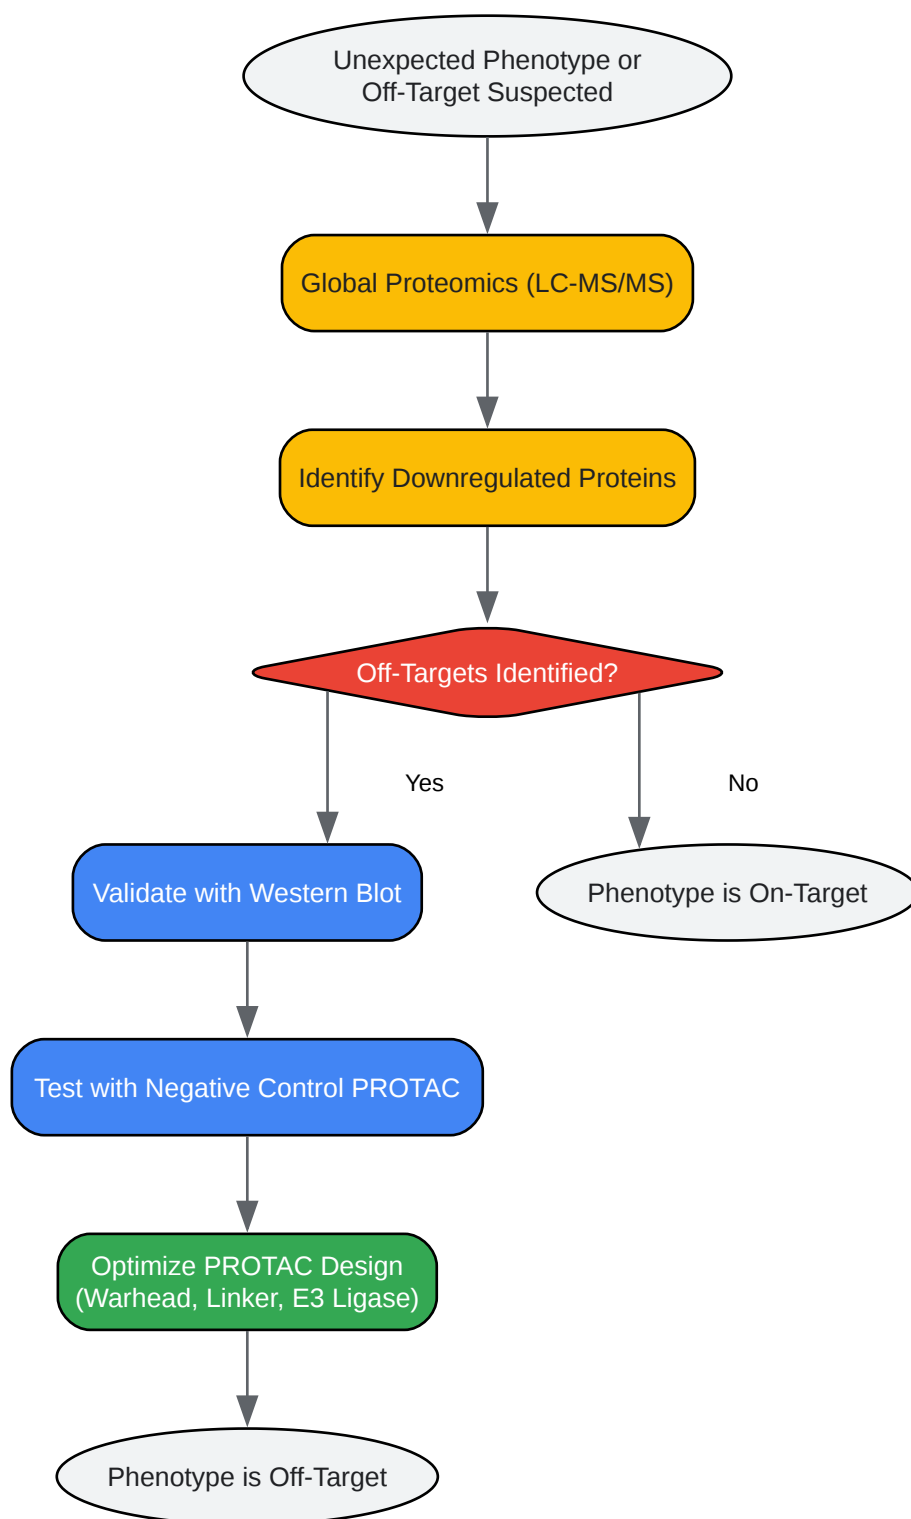 Unexpected Phenotype or
Off-Target Suspected
Global Proteomics (LC-MS/MS)
Identify Downregulated Proteins
Off-Targets Identified?
Yes
No
Validate with Western Blot
Phenotype is On-Target
Test with Negative Control PROTAC
Optimize PROTAC Design
(Warhead, Linker, E3 Ligase)
Phenotype is Off-Target